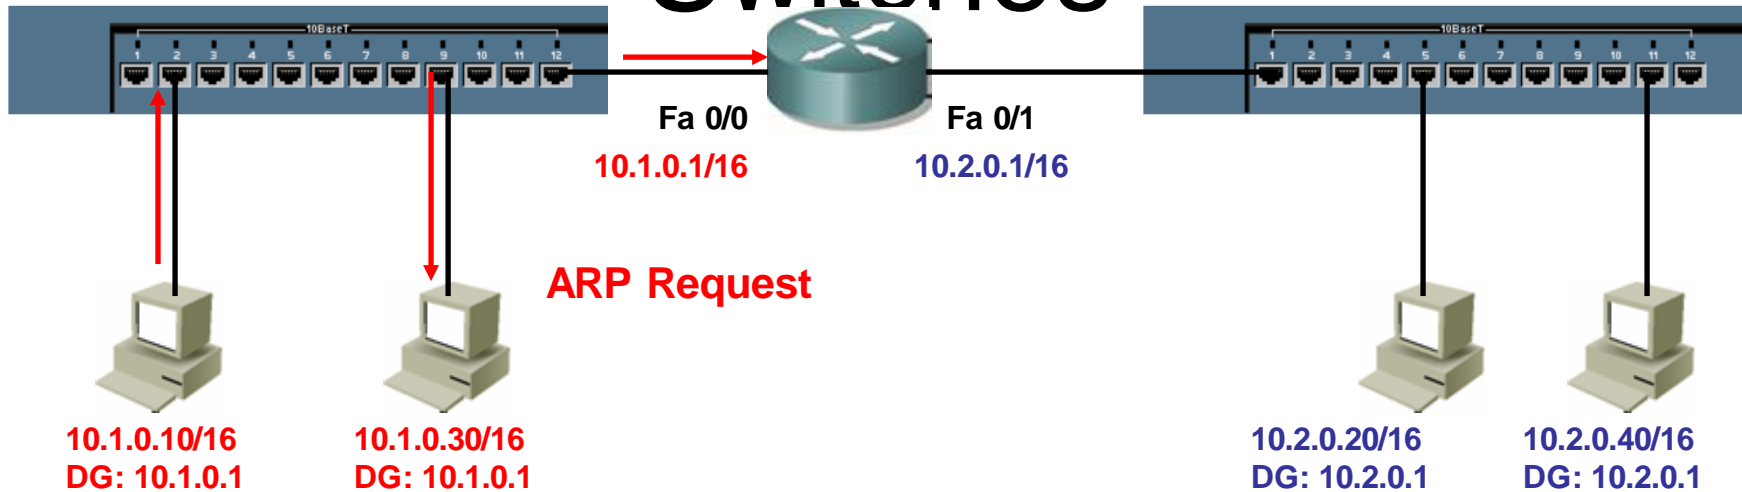 Switches
10BaseT
1 2 3 4 5 6 7 8 9 10 11 12
10BaseT
1 2 3 4 5 6 7 8 9 10 11 12
Fa 0/0
Fa 0/1
10.1.0.1/16
10.2.0.1/16
ARP Request
10.1.0.10/16
DG: 10.1.0.1
10.1.0.30/16
DG: 10.1.0.1
10.2.0.20/16
DG: 10.2.0.1
10.2.0.40/16
DG: 10.2.0.1